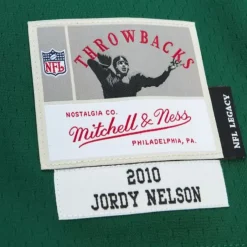 THROWBACKS
NFL
NOSTALGIA CO.
Mitchell & Ness
PHILADELPHIA, PA.
NFL LEGACY
2010
JORDY NELSON